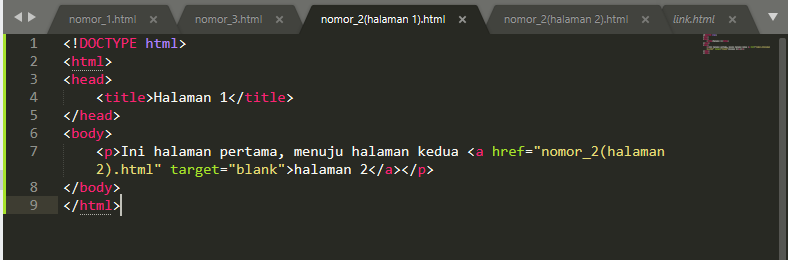 nomor_1.html × nomor_3.html × nomor_2(halaman 1).html × nomor_2(halaman 2).html × link.html ×
1 <!DOCTYPE html>
2 <html>
3 <head>
4 <title>Halaman 1</title>
5 </head>
6 <body>
7 <p>Ini halaman pertama, menuju halaman kedua <a href="nomor_2(halaman
2).html" target="blank">halaman 2</a></p>
8 </body>
9 </html>